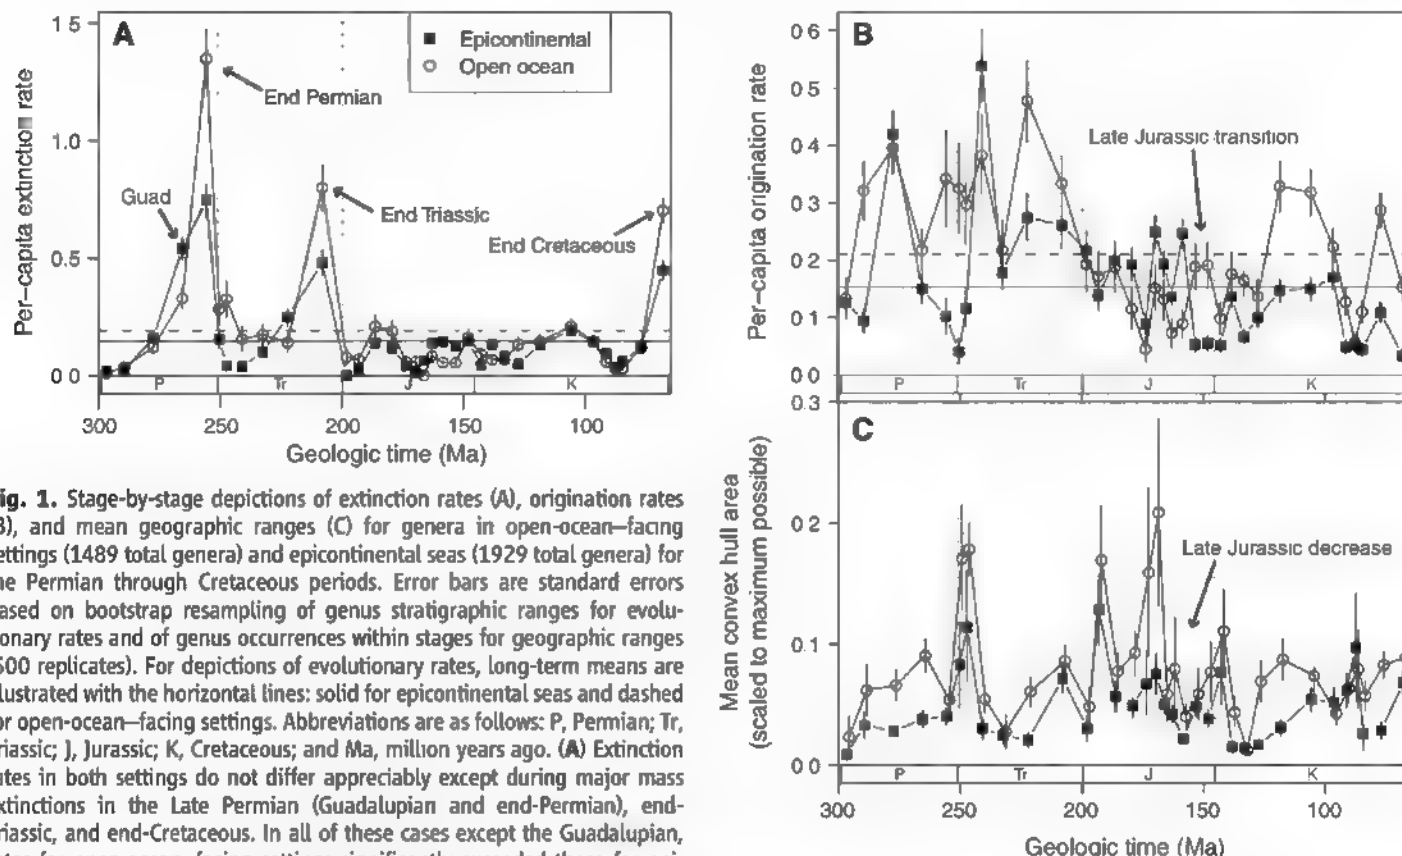 A
Epicontinental
Open ocean
End Permian
Guad
End Triassic
End Cretaceous
Per-capita extinction rate
1 5
1.0
0.5
0 0
P Tr J K
300 250 200 150 100
Geologic time (Ma)
ig. 1. Stage-by-stage depictions of extinction rates (A), origination rates
B), and mean geographic ranges (C) for genera in open-ocean–facing
ettings (1489 total genera) and epicontinental seas (1929 total genera) for
he Permian through Cretaceous periods. Error bars are standard errors
ased on bootstrap resampling of genus stratigraphic ranges for evolu-
onary rates and of genus occurrences within stages for geographic ranges
500 replicates). For depictions of evolutionary rates, long-term means are
lustrated with the horizontal lines: solid for epicontinental seas and dashed
or open-ocean–facing settings. Abbreviations are as follows: P, Permian; Tr,
riassic; J, Jurassic; K, Cretaceous; and Ma, million years ago. (A) Extinction
ates in both settings do not differ appreciably except during major mass
xtinctions in the Late Permian (Guadalupian and end-Permian), end-
riassic, and end-Cretaceous. In all of these cases except the Guadalupian,
B
Late Jurassic transition
Per-capita origination rate
0 6
0 5
0 4
0 3
0 2
0 1
0 0
P Tr J K
C
Late Jurassic decrease
Mean convex hull area
(scaled to maximum possible)
0.3
0 2
0.1
0 0
P Tr J K
300 250 200 150 100
Geologic time (Ma)